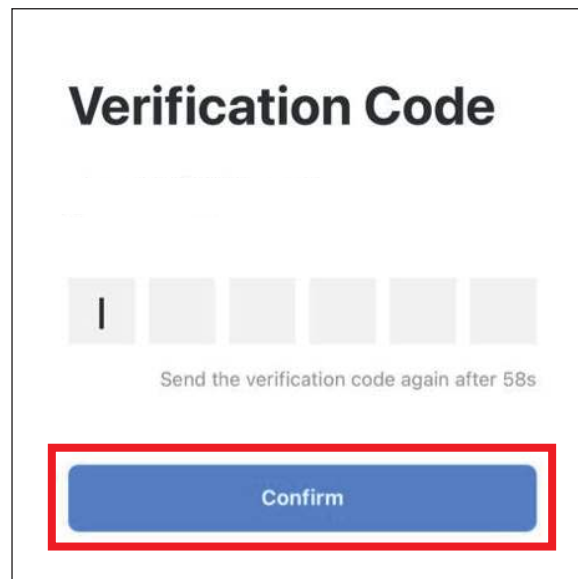 Verification Code
Send the verification code again after 58s
Confirm